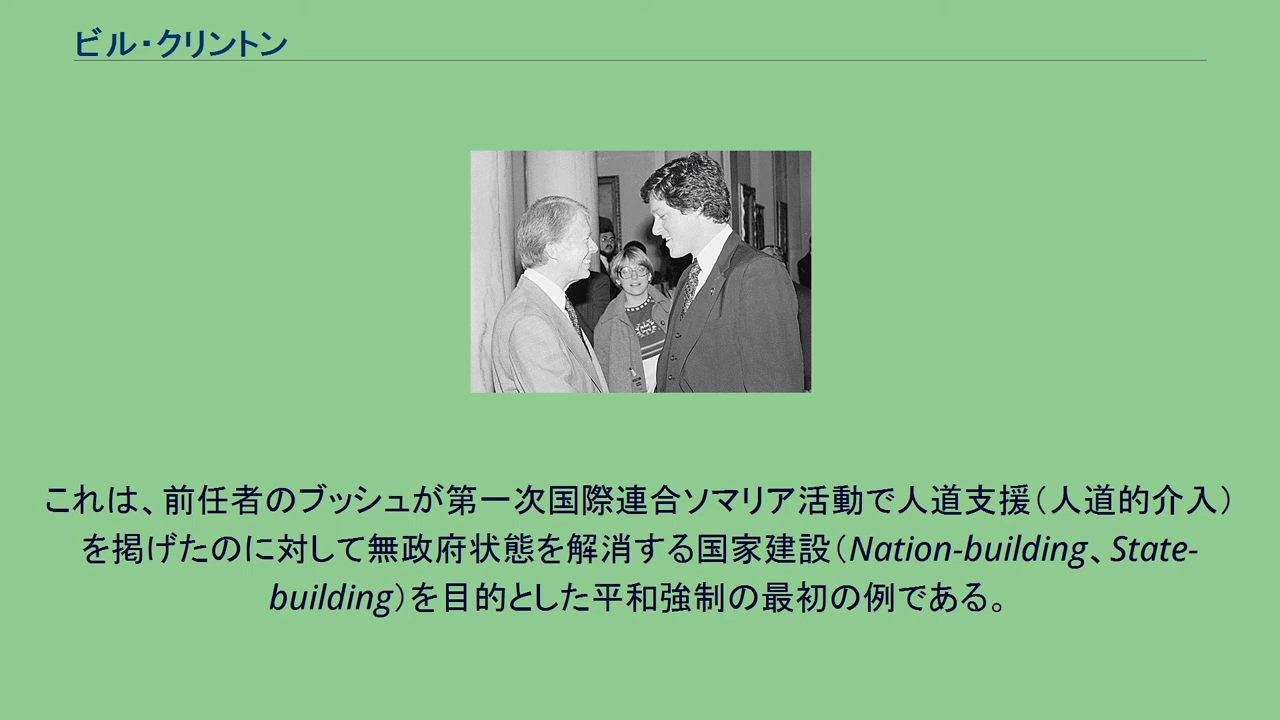 ビル・クリントン
これは、前任者のブッシュが第一次国際連合ソマリア活動で人道支援（人道的介入）
を掲げたのに対して無政府状態を解消する国家建設（Nation-building、State-
building）を目的とした平和強制の最初の例である。